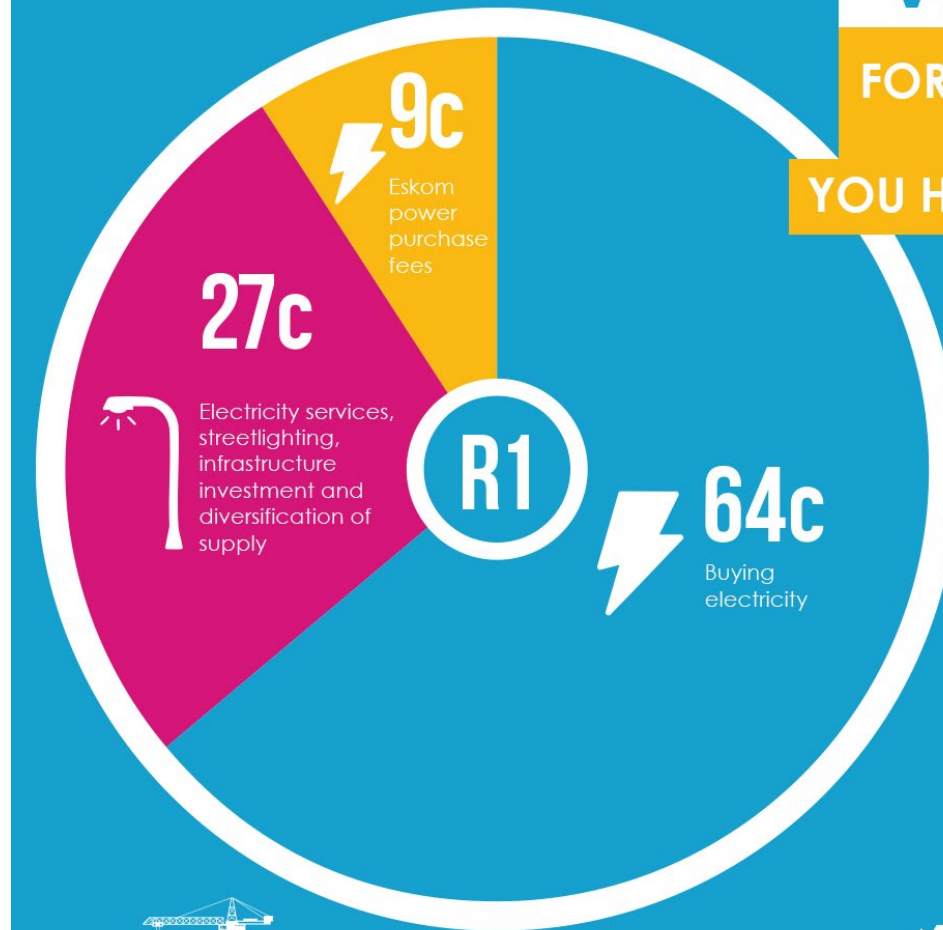 FOR
YOU H
9c
Eskom
power
purchase
fees
27c
Electricity services,
streetlighting,
infrastructure
investment and
diversification of
supply
R1
64c
Buying
electricity